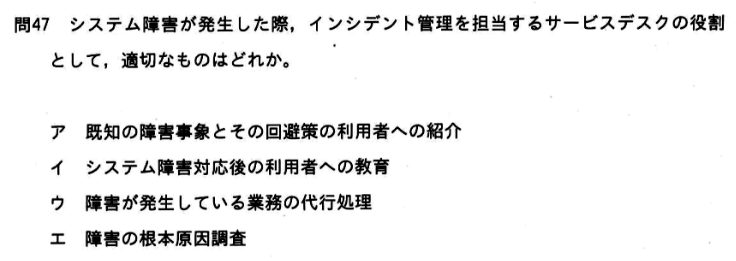 問47 システム障害が発生した際，インシデント管理を担当するサービスデスクの役割
として，適切なものはどれか。
ア 既知の障害事象とその回避策の利用者への紹介
イ システム障害対応後の利用者への教育
ウ 障害が発生している業務の代行処理
エ 障害の根本原因調査